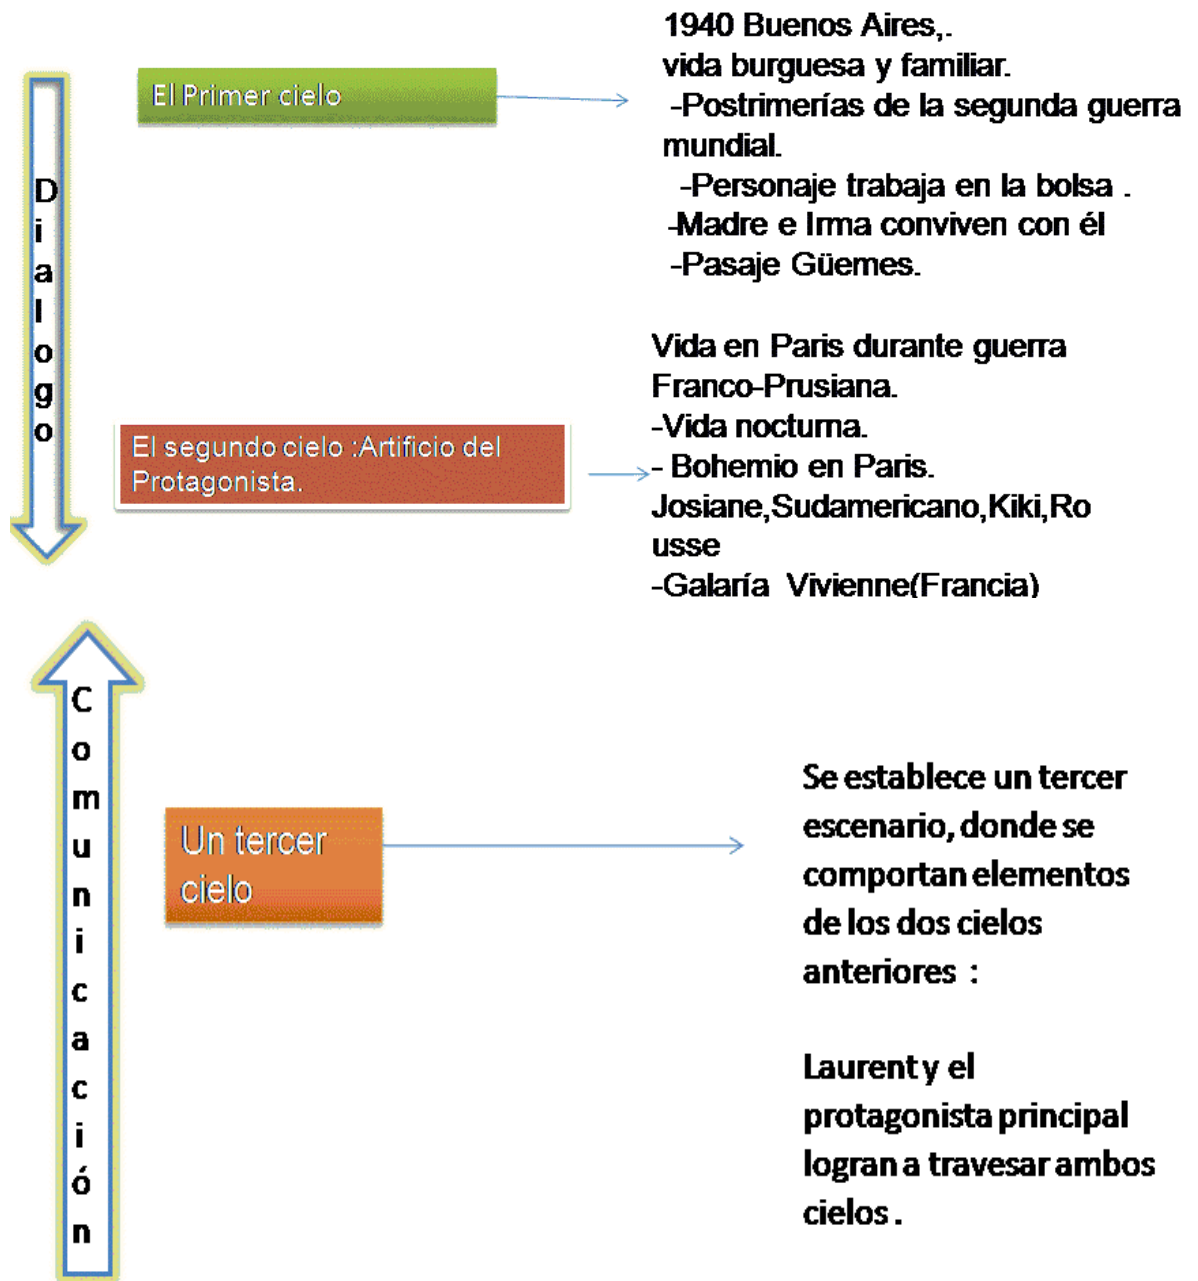 1940 Buenos Aires,.
vida burguesa y familiar.
-Postrimerías de la segunda guerra
mundial.
-Personaje trabaja en la bolsa .
-Madre e Irma conviven con él
-Pasaje Güemes.
El Primer cielo
Dialogo
Vida en Paris durante guerra
Franco-Prusiana.
-Vida nocturna.
- Bohemio en Paris.
Josiane,Sudamericano,Kiki,Ro
usse
-Galaría Vivienne(Francia)
El segundo cielo :Artificio del
Protagonista.
Comunicación
Un tercer
cielo
Se establece un tercer
escenario, donde se
comportan elementos
de los dos cielos
anteriores :
Laurent y el
protagonista principal
logran a travesar ambos
cielos .